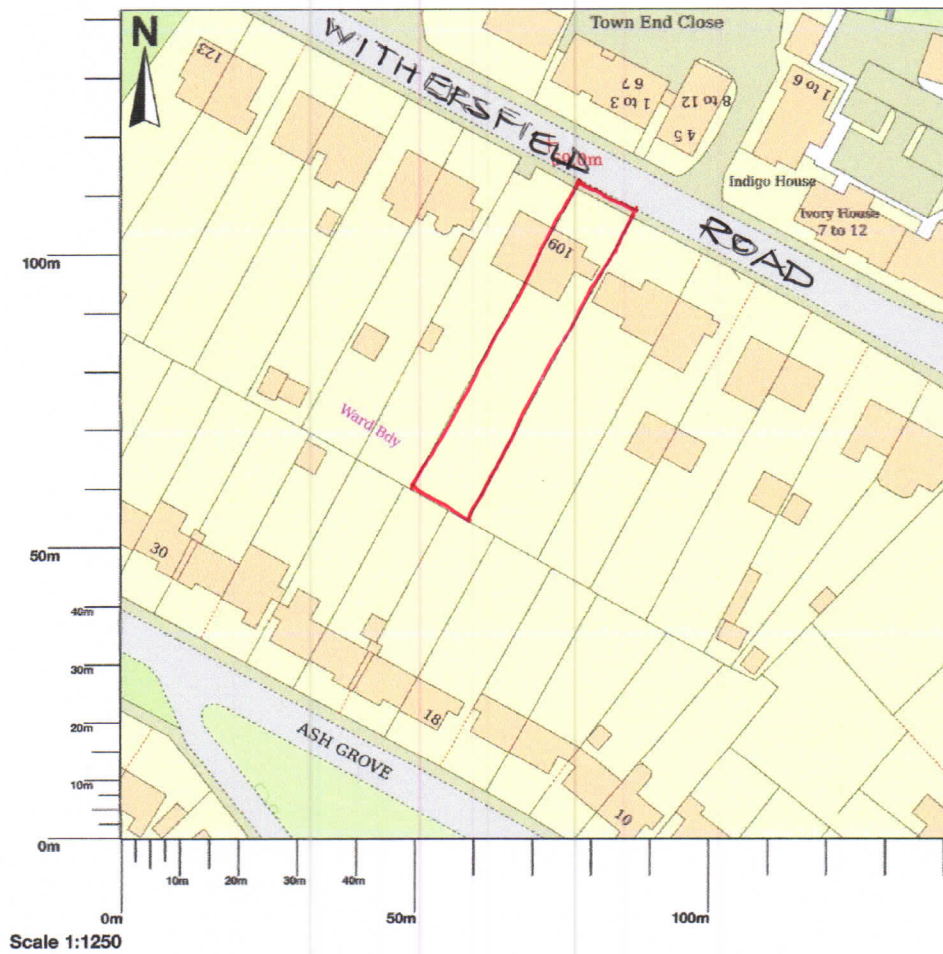 N
Town End Close
WITHERSFIELD
ROAD
123
6 7
1 to 3
8 to 12
4 5
1 to 6
Indigo House
Ivory House
7 to 12
109
100m
Ward Bdy
30
50m
40m
30m
20m
10m
0m
18
ASH GROVE
10
10m
20m
30m
40m
0m
50m
100m
Scale 1:1250